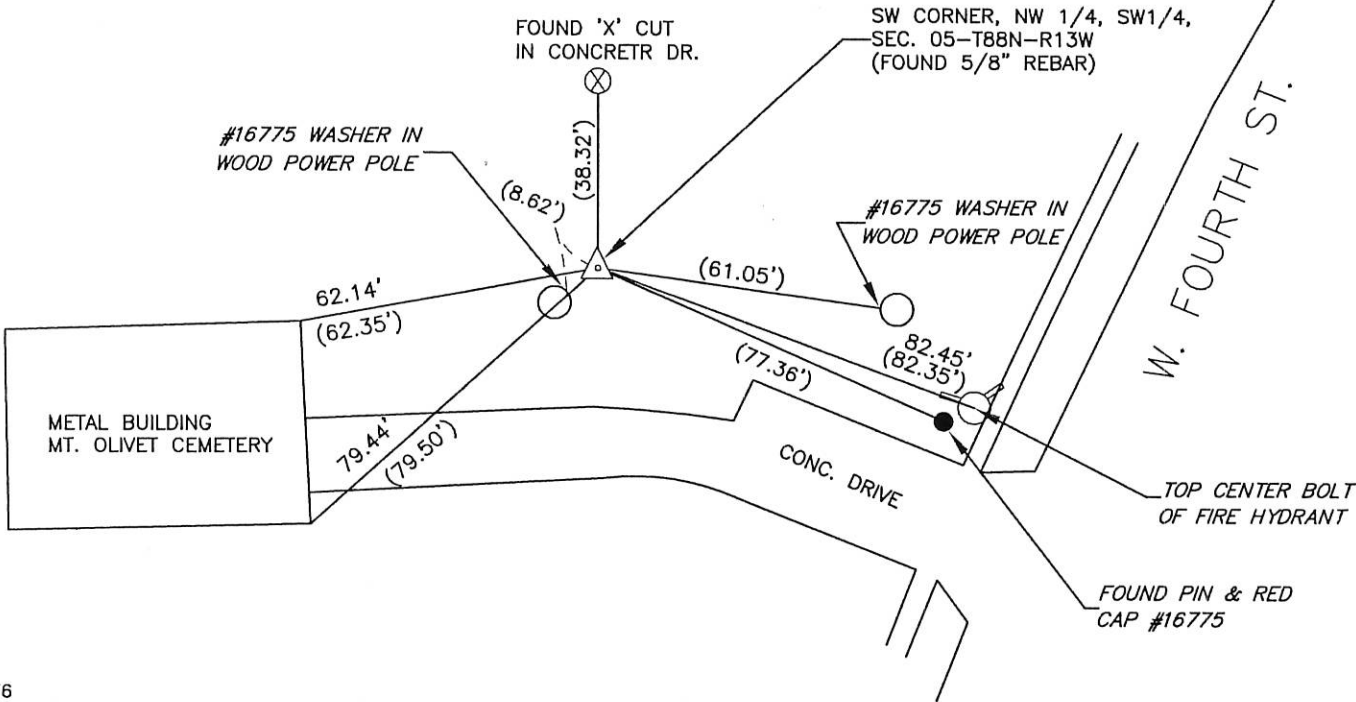 FOUND 'X' CUT
IN CONCRETR DR.
SW CORNER, NW 1/4, SW1/4,
SEC. 05-T88N-R13W
(FOUND 5/8" REBAR)
#16775 WASHER IN
WOOD POWER POLE
(8.62')
(38.32')
#16775 WASHER IN
WOOD POWER POLE
W. FOURTH ST.
(61.05')
62.14'
(62.35')
82.45'
(82.35')
(77.36')
METAL BUILDING
MT. OLIVET CEMETERY
79.44'
(79.50')
CONC. DRIVE
TOP CENTER BOLT
OF FIRE HYDRANT
FOUND PIN & RED
CAP #16775